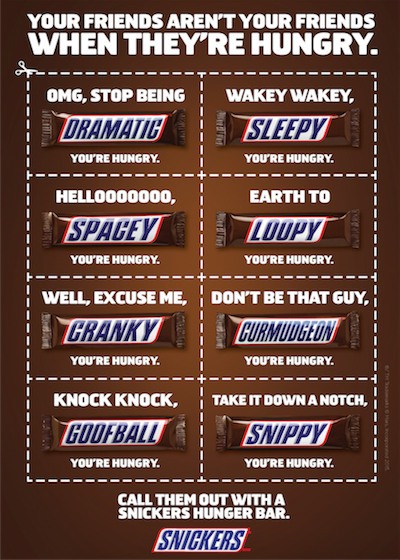 YOUR FRIENDS AREN'T YOUR FRIENDS
WHEN THEY'RE HUNGRY.
OMG, STOP BEING
DRAMATIC
YOU'RE HUNGRY.
WAKEY WAKEY,
SLEEPY
YOU'RE HUNGRY.
HELLOOOOOOO,
SPACEY
YOU'RE HUNGRY.
EARTH TO
LOOPY
YOU'RE HUNGRY.
WELL, EXCUSE ME,
CRANKY
YOU'RE HUNGRY.
DON'T BE THAT GUY,
CURMUDGEON
YOU'RE HUNGRY.
KNOCK KNOCK,
GOOFBALL
YOU'RE HUNGRY.
TAKE IT DOWN A NOTCH,
SNIPPY
YOU'RE HUNGRY.
CALL THEM OUT WITH A
SNICKERS HUNGER BAR.
SNICKERS